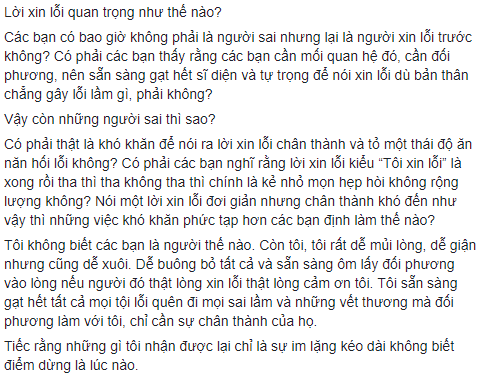 Lời xin lỗi quan trọng như thế nào?
Các bạn có bao giờ không phải là người sai nhưng lại là người xin lỗi trước
không? Có phải các bạn thấy rằng các bạn cần mối quan hệ đó, cần đối
phương, nên sẵn sàng gạt hết sĩ diện và tự trọng để nói xin lỗi dù bản thân
chẳng gây lỗi lầm gì, phải không?
Vậy còn những người sai thì sao?
Có phải thật là khó khăn để nói ra lời xin lỗi chân thành và tỏ một thái độ ăn
năn hối lỗi không? Có phải các bạn nghĩ rằng lời xin lỗi kiểu “Tôi xin lỗi” là
xong rồi tha thì tha không tha thì chính là kẻ nhỏ mọn hẹp hòi không rộng
lượng không? Nói một lời xin lỗi đơi giản nhưng chân thành khó đến như
vậy thì những việc khó khăn phức tạp hơn các bạn định làm thế nào?
Tôi không biết các bạn là người thế nào. Còn tôi, tôi rất dễ mủi lòng, dễ giận
nhưng cũng dễ xuôi. Dễ buông bỏ tất cả và sẵn sàng ôm lấy đối phương
vào lòng nếu người đó thật lòng xin lỗi thật lòng cảm ơn tôi. Tôi sẵn sàng
gạt hết tất cả mọi tội lỗi quên đi mọi sai lầm và những vết thương mà đối
phương làm với tôi, chỉ cần sự chân thành của họ.
Tiếc rằng những gì tôi nhận được lại chỉ là sự im lặng kéo dài không biết
điểm dừng là lúc nào.